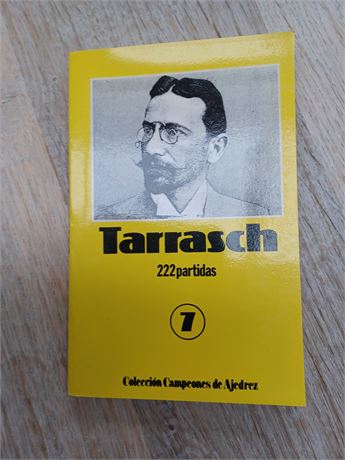 Tarrasch
222 partidas
7
Colección Campeones de Ajedrez